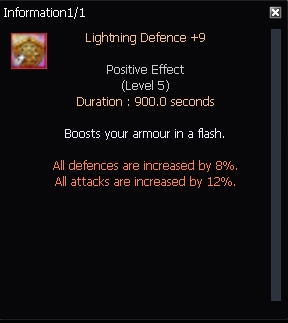 Information1/1
Lightning Defence +9
Positive Effect
(Level 5)
Duration : 900.0 seconds
Boosts your armour in a flash.
All defences are increased by 8%.
All attacks are increased by 12%.